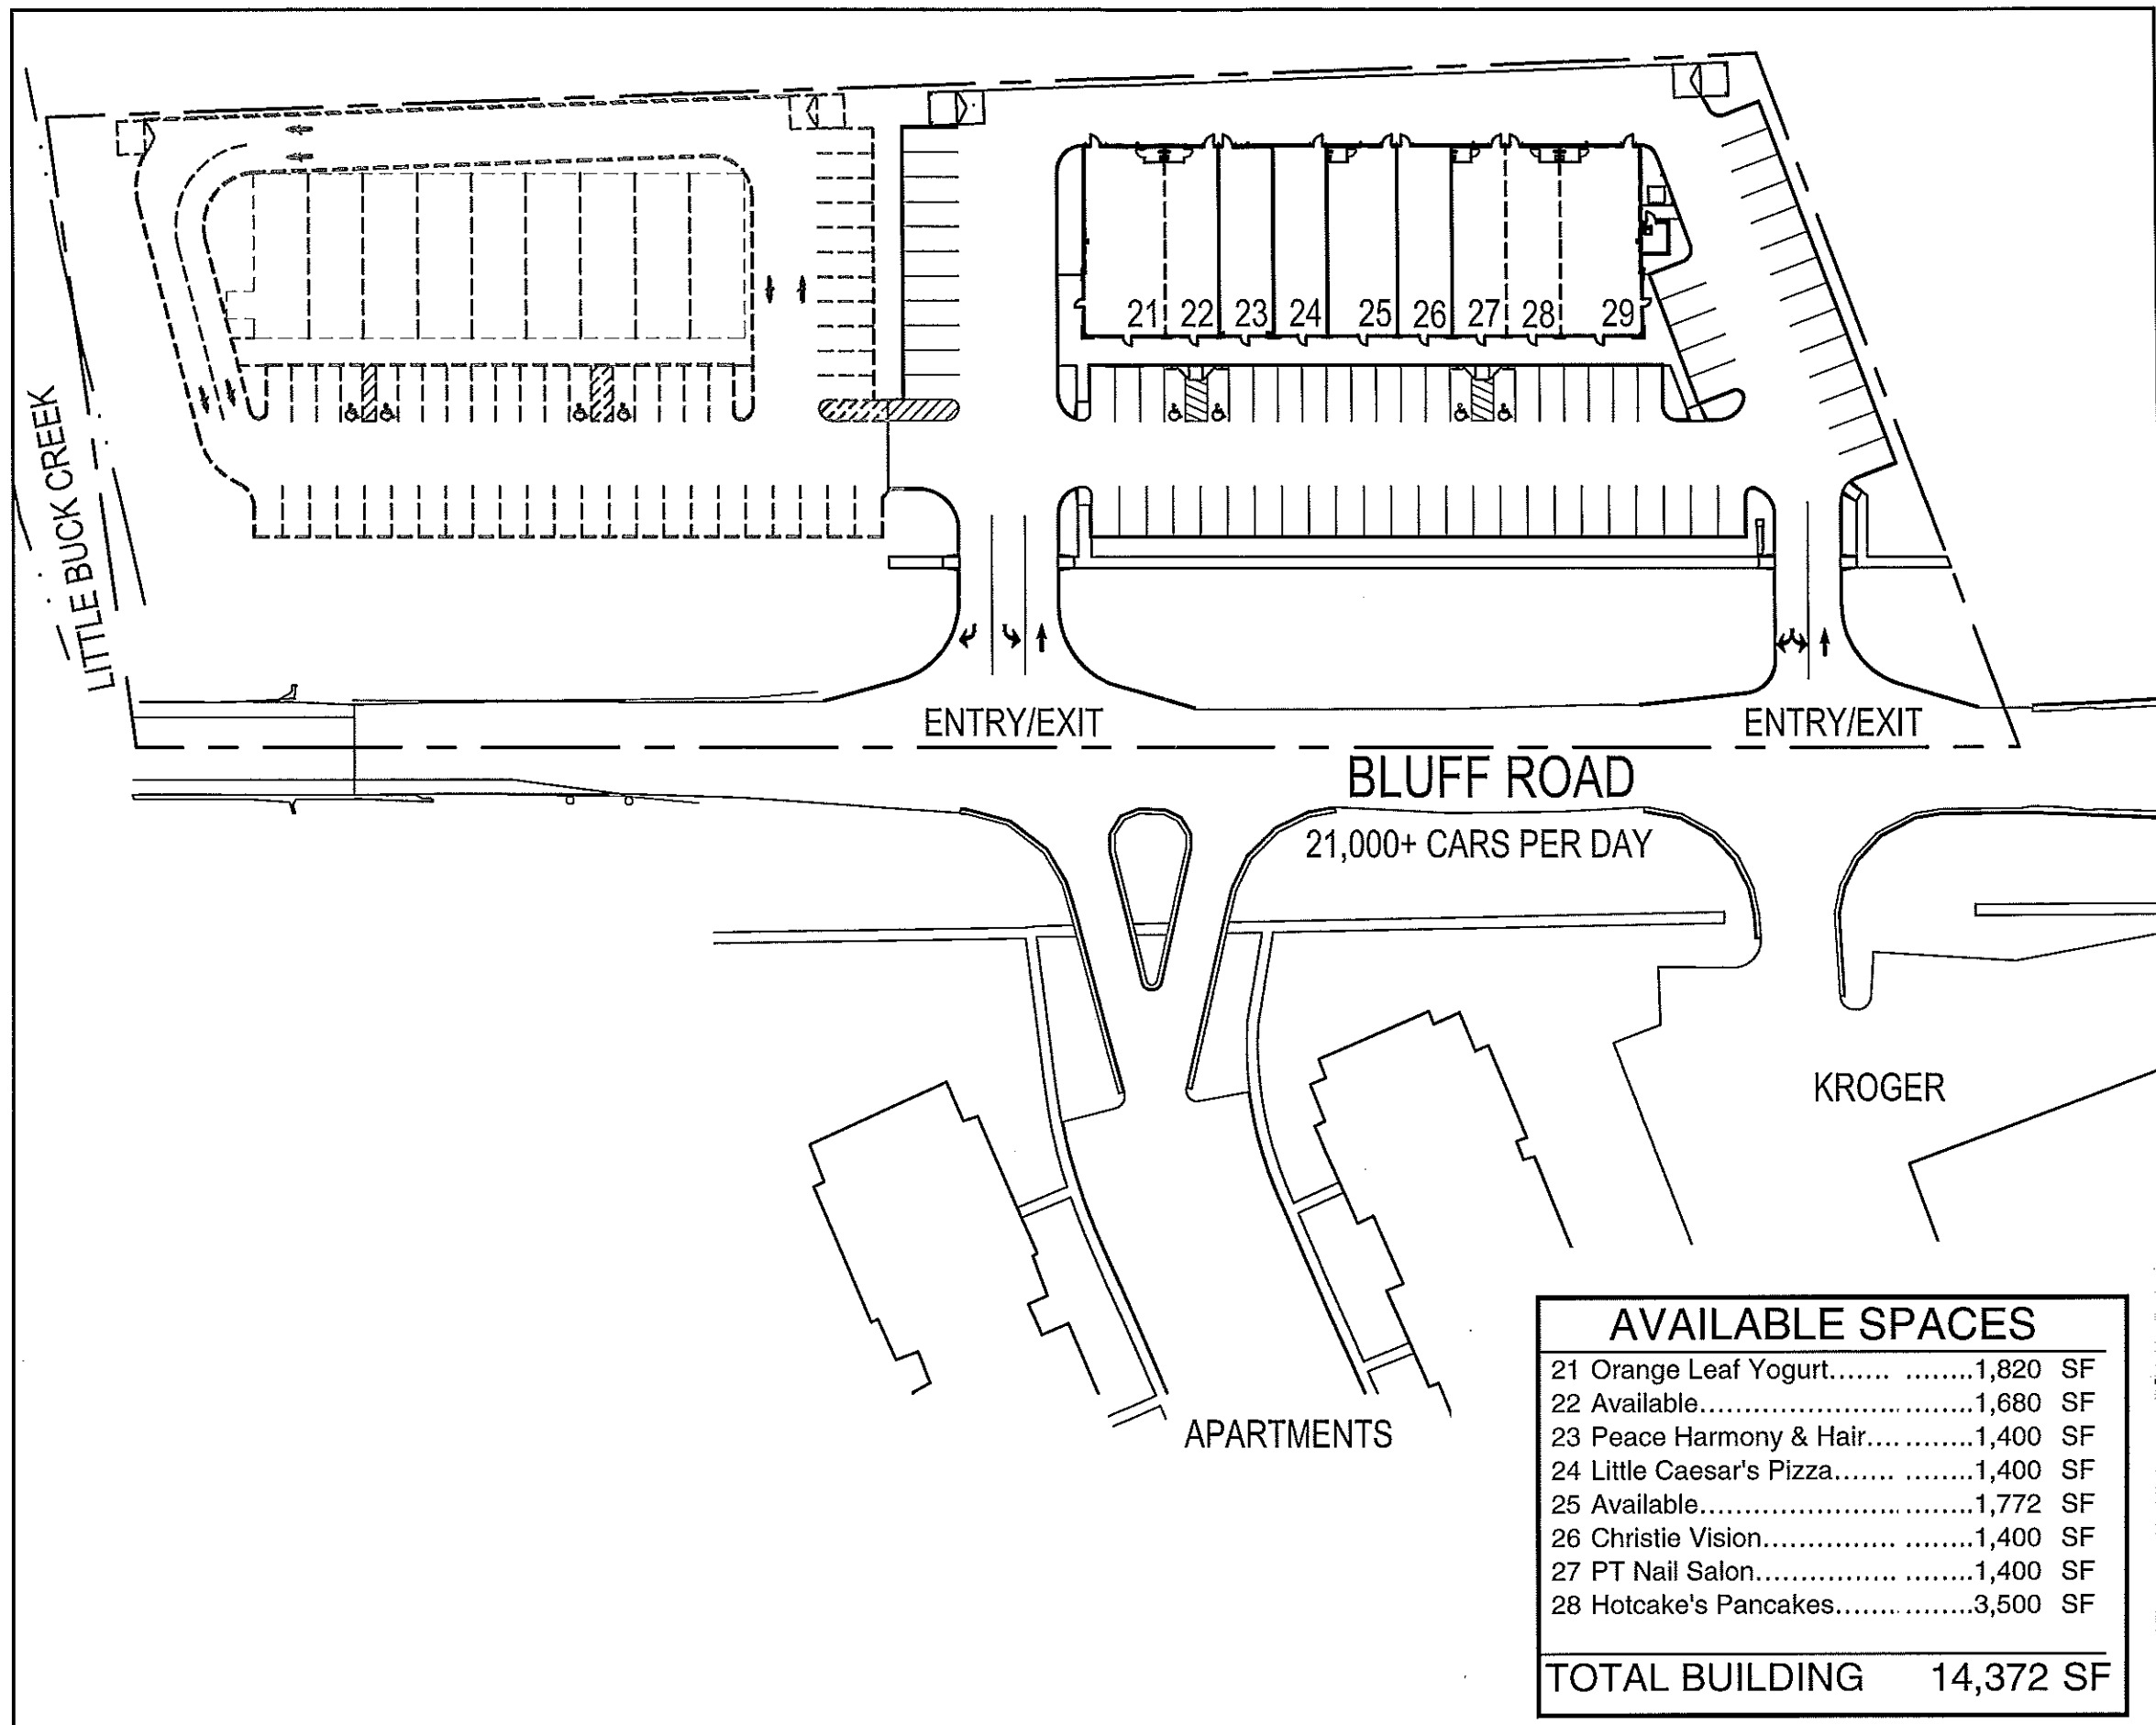 21 22 23 24 25 26 27 28 29
LITTLE BUCK CREEK
ENTRY/EXIT
ENTRY/EXIT
BLUFF ROAD
21,000+ CARS PER DAY
KROGER
APARTMENTS
AVAILABLE SPACES
21 Orange Leaf Yogurt....... ........1,820 SF
22 Available....................... ........1,680 SF
23 Peace Harmony & Hair.... ........1,400 SF
24 Little Caesar's Pizza....... ........1,400 SF
25 Available....................... ........1,772 SF
26 Christie Vision............... ........1,400 SF
27 PT Nail Salon................ ........1,400 SF
28 Hotcake's Pancakes........ ........3,500 SF
TOTAL BUILDING 14,372 SF